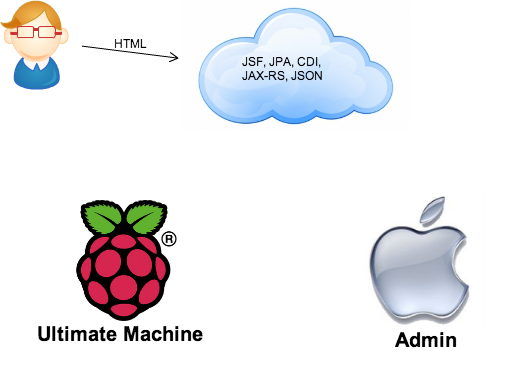 HTML
JSF, JPA, CDI,
JAX-RS, JSON
®
Ultimate Machine
Admin